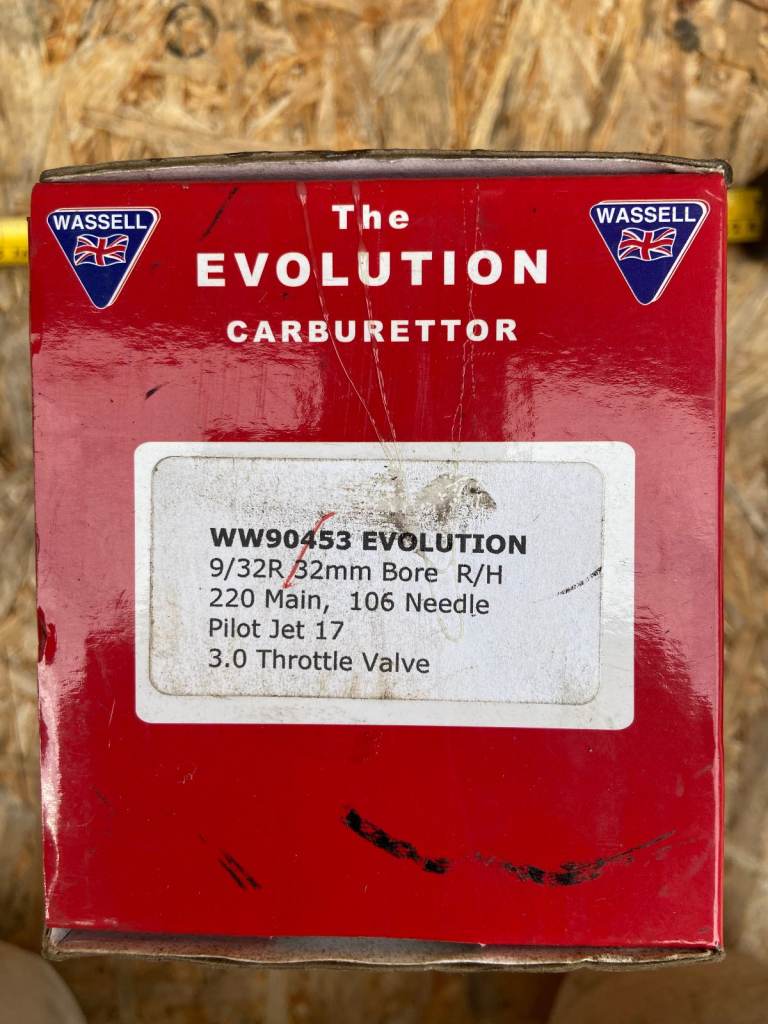 WASSELL
The
WASSELL
EVOLUTION
CARBURETTOR
WW90453 EVOLUTION
9/32R 32mm Bore R/H
220 Main, 106 Needle
Pilot Jet 17
3.0 Throttle Valve